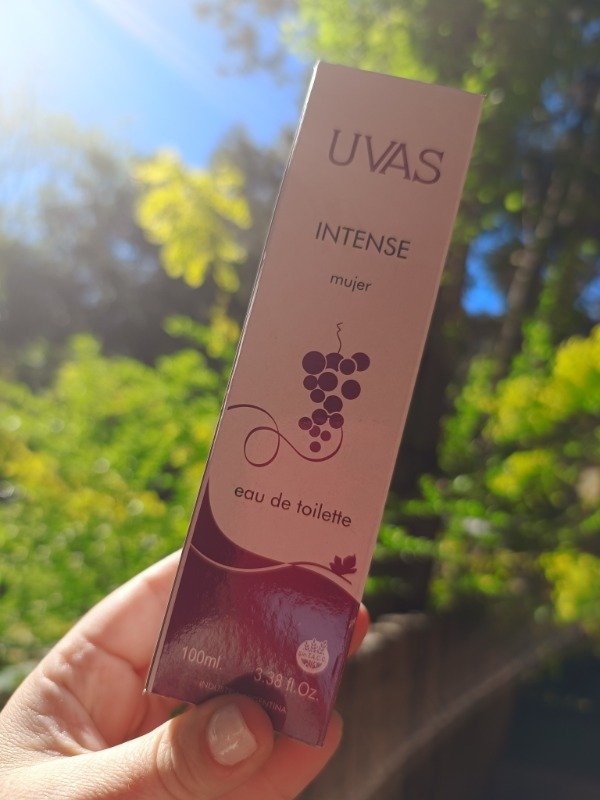 UVAS
INTENSE
mujer
eau de toilette
100ml.
3.38 fl.Oz.